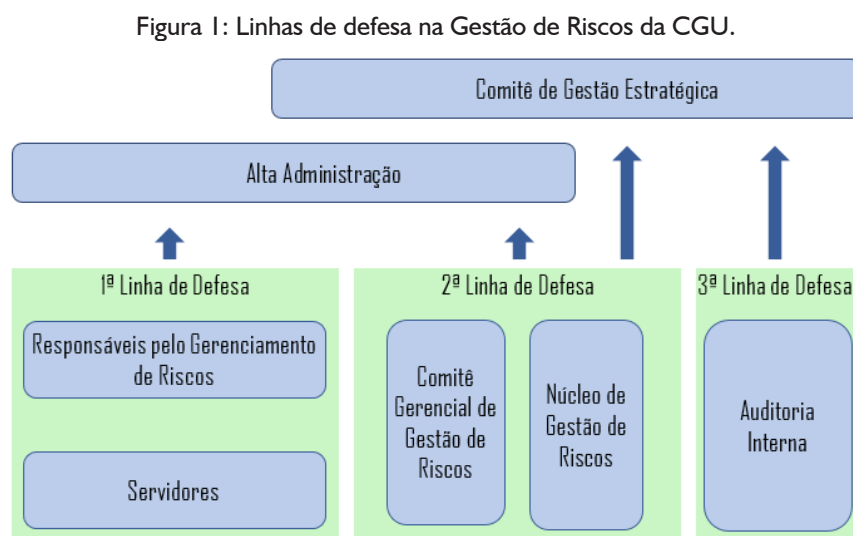 Figura 1: Linhas de defesa na Gestão de Riscos da CGU.
Comitê de Gestão Estratégica
Alta Administração
1ª Linha de Defesa
Responsáveis pelo Gerenciamento
de Riscos
Servidores
2ª Linha de Defesa
Comitê
Gerencial de
Gestão de
Riscos
Núcleo de
Gestão de
Riscos
3ª Linha de Defesa
Auditoria
Interna